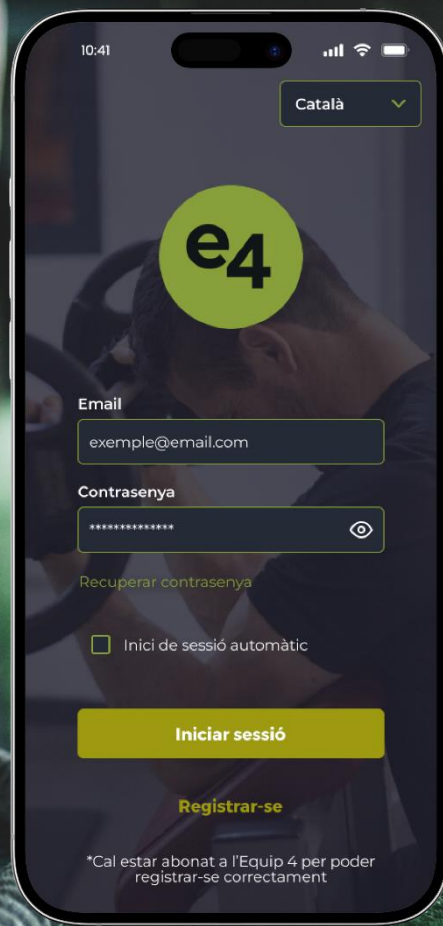 10:41
Català
e4
Email
exemple@email.com
Contrasenya
**************
Recuperar contrasenya
Inici de sessió automàtic
Iniciar sessió
Registrar-se
*Cal estar abonat a l'Equip 4 per poder
registrar-se correctament